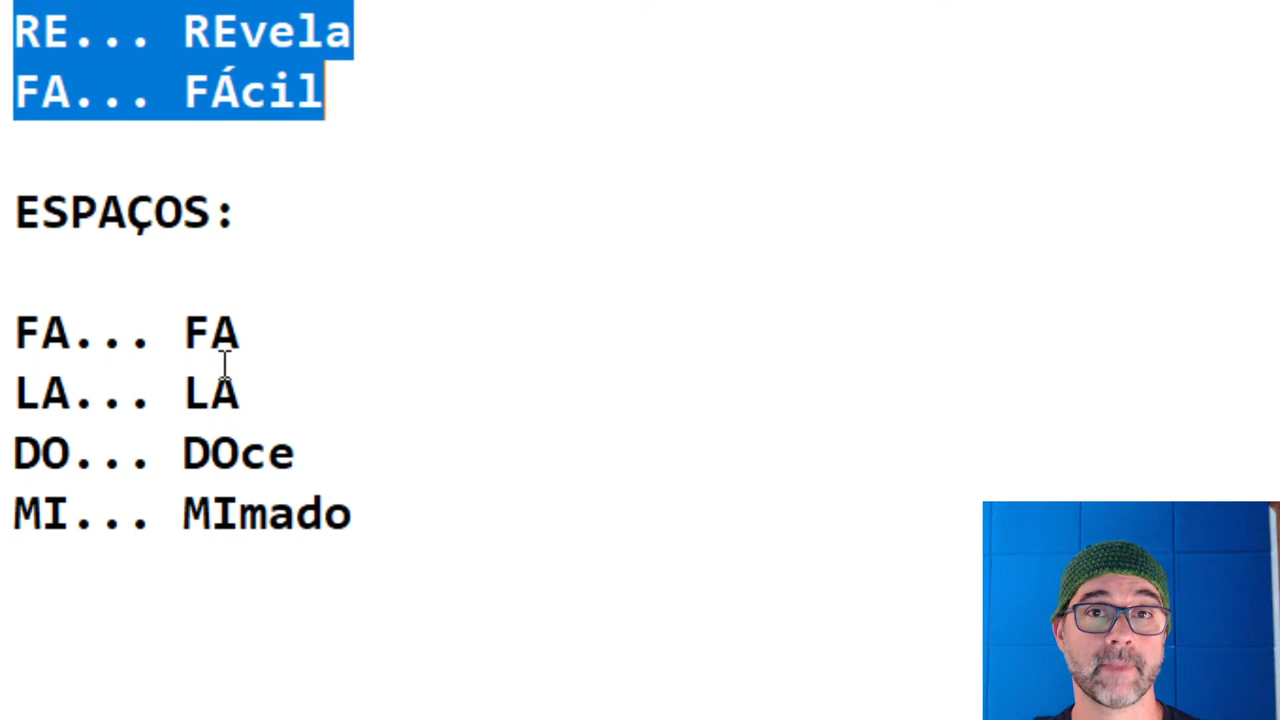 RE... REvela
FA... FÁcil
ESPAÇOS:
FA... FA
LA... LA
DO... DOce
MI... MImado